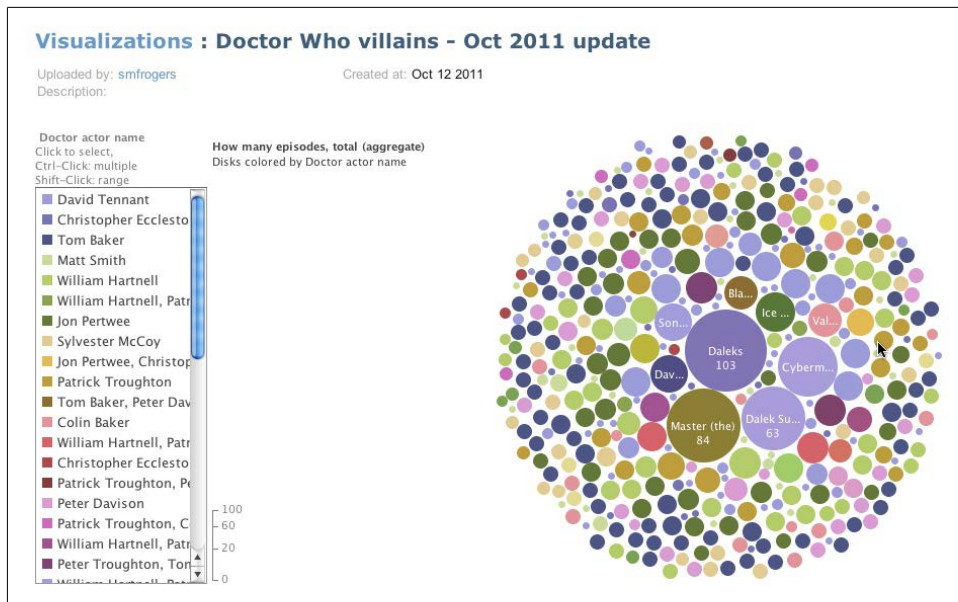 Visualizations : Doctor Who villains - Oct 2011 update
Uploaded by: smfrogers
Created at: Oct 12 2011
Description:
Doctor actor name
Click to select,
Ctrl-Click: multiple
Shift-Click: range
How many episodes, total (aggregate)
Disks colored by Doctor actor name
David Tennant
Christopher Ecclesto
Tom Baker
Matt Smith
William Hartnell
William Hartnell, Patr
Jon Pertwee
Sylvester McCoy
Jon Pertwee, Christop
Patrick Troughton
Tom Baker, Peter Dav
Colin Baker
William Hartnell, Patr
Christopher Ecclesto
Patrick Troughton, Pe
Peter Davison
Patrick Troughton, C
William Hartnell, Patr
Peter Troughton, Tom
William Hartnell, Patr
100
60
20
0
Bla...
Son...
Ice ...
Val...
Daleks
103
Cyberm...
Dav...
Master (the)
84
Dalek Su...
63